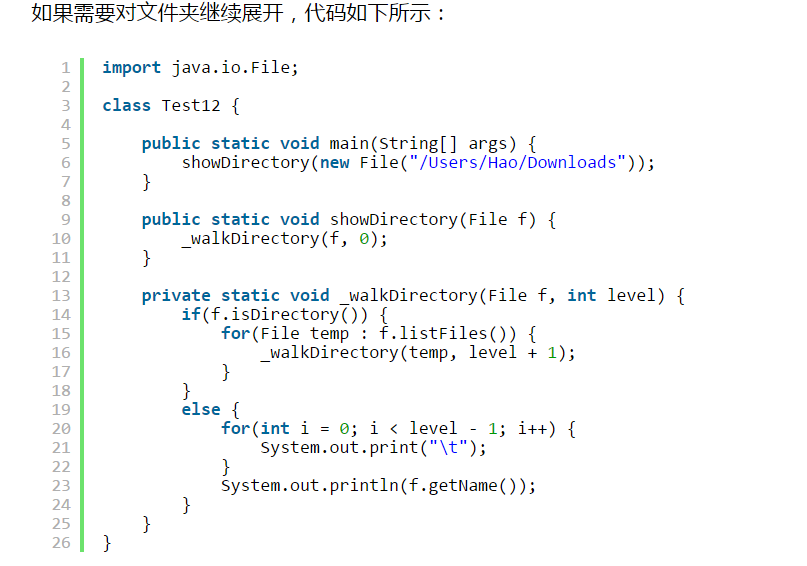 如果需要对文件夹继续展开，代码如下所示：
1 import java.io.File;
2
3 class Test12 {
4
5     public static void main(String[] args) {
6         showDirectory(new File("/Users/Hao/Downloads"));
7     }
8
9     public static void showDirectory(File f) {
10         _walkDirectory(f, 0);
11     }
12
13     private static void _walkDirectory(File f, int level) {
14         if(f.isDirectory()) {
15             for(File temp : f.listFiles()) {
16                 _walkDirectory(temp, level + 1);
17             }
18         }
19         else {
20             for(int i = 0; i < level - 1; i++) {
21                 System.out.print("\t");
22             }
23             System.out.println(f.getName());
24         }
25     }
26 }